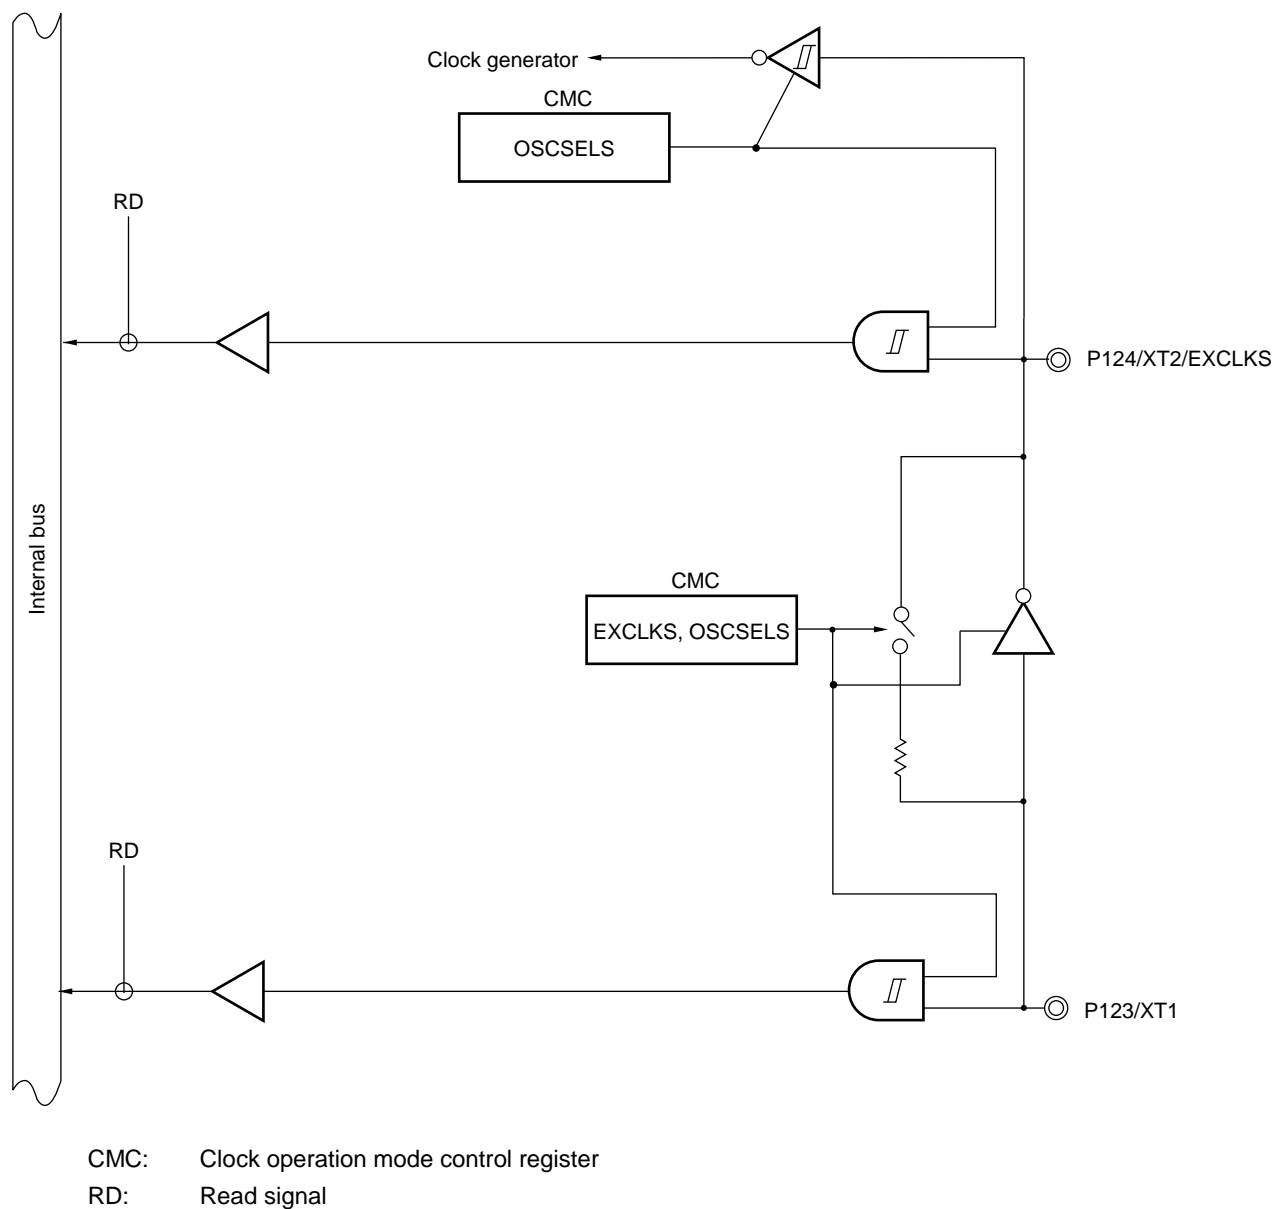 Clock generator
CMC
OSCSELS
RD
P124/XT2/EXCLKS
Internal bus
CMC
EXCLKS, OSCSELS
RD
P123/XT1
CMC: Clock operation mode control register
RD: Read signal